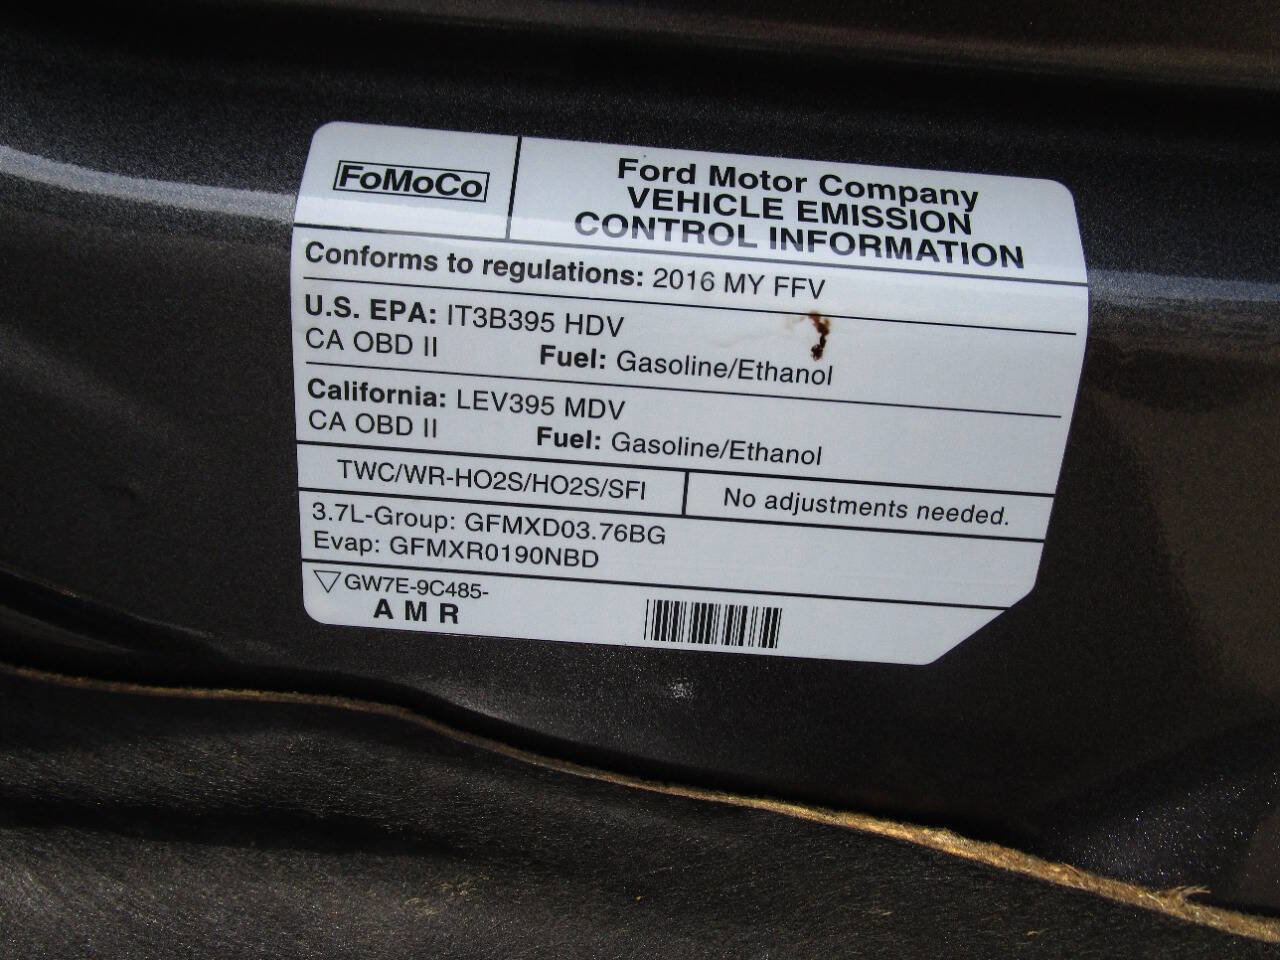 FoMoCo
Ford Motor Company
VEHICLE EMISSION
CONTROL INFORMATION
Conforms to regulations: 2016 MY FFV
U.S. EPA: IT3B395 HDV
CA OBD II Fuel: Gasoline/Ethanol
California: LEV395 MDV
CA OBD II Fuel: Gasoline/Ethanol
TWC/WR-HO2S/HO2S/SFI No adjustments needed.
3.7L-Group: GFMXD03.76BG
Evap: GFMXR0190NBD
GW7E-9C485-
A M R